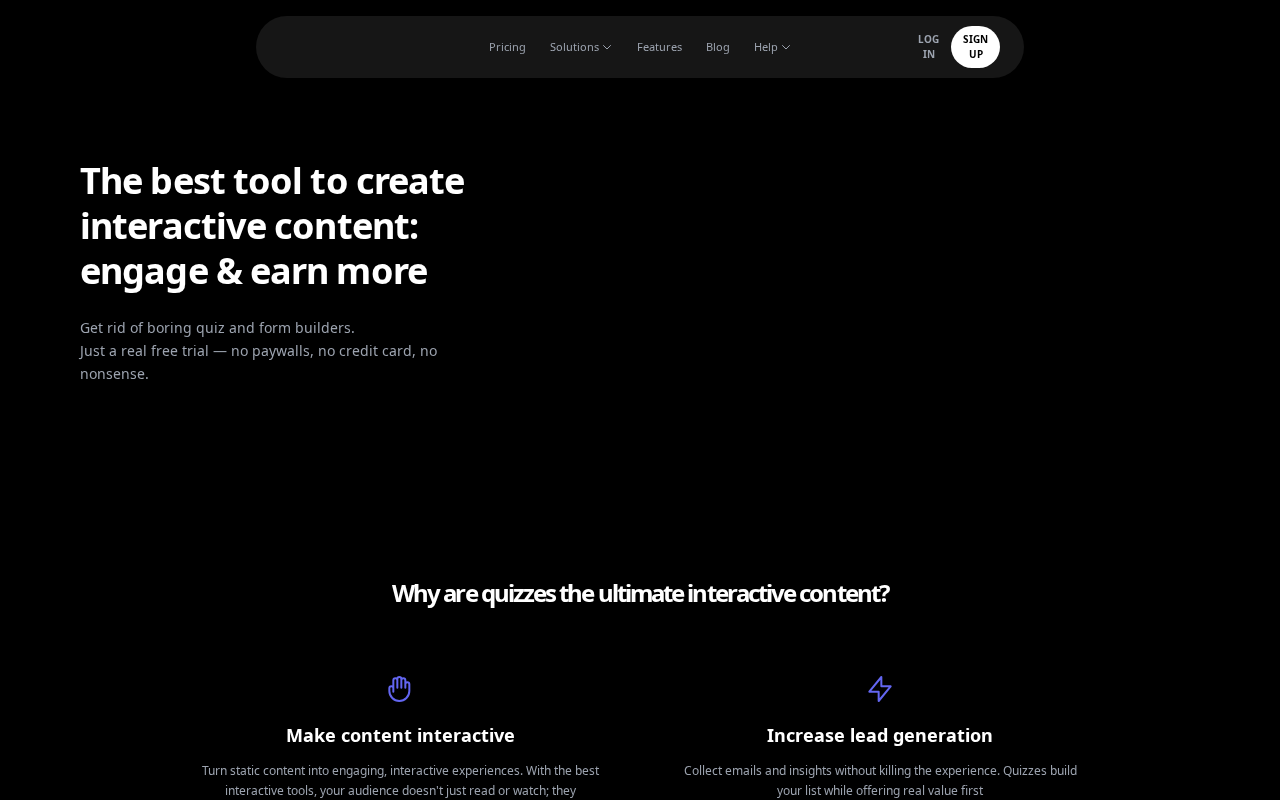 Pricing
Solutions
Features
Blog
Help
LOG
IN
SIGN
UP
The best tool to create
interactive content:
engage & earn more
Get rid of boring quiz and form builders.
Just a real free trial — no paywalls, no credit card, no
nonsense.
Why are quizzes the ultimate interactive content?
Make content interactive
Turn static content into engaging, interactive experiences. With the best
interactive tools, your audience doesn't just read or watch; they
Increase lead generation
Collect emails and insights without killing the experience. Quizzes build
your list while offering real value first